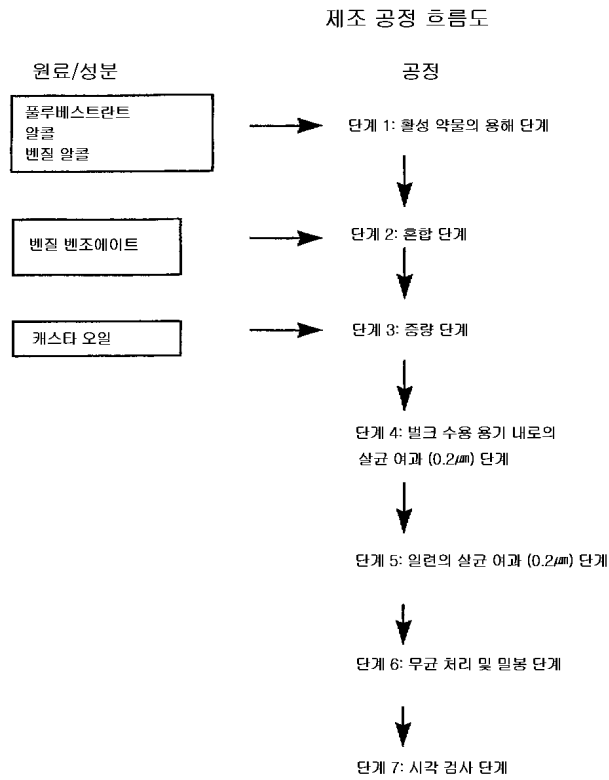 제조 공정 흐름도
원료/성분
공정
풀루베스트란트
알콜
벤질 알콜
단계 1: 활성 약물의 용해 단계
벤질 벤조에이트
단계 2: 혼합 단계
캐스타 오일
단계 3: 증량 단계
단계 4: 벌크 수용 용기 내로의
살균 여과 (0.2㎛) 단계
단계 5: 일련의 살균 여과 (0.2㎛) 단계
단계 6: 무균 처리 및 밀봉 단계
단계 7: 시각 검사 단계